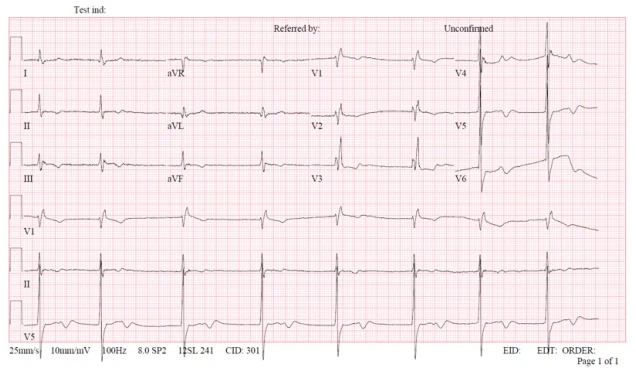 Test ind:
Referred by: Unconfirmed
I aVR V1 V4
II aVL V2 V5
III aVF V3 V6
V1
II
V5
25mm/s 10mm/mV 100Hz 8.0 SP2 12SL 241 CID: 301 EID: EDT: ORDER:
Page 1 of 1